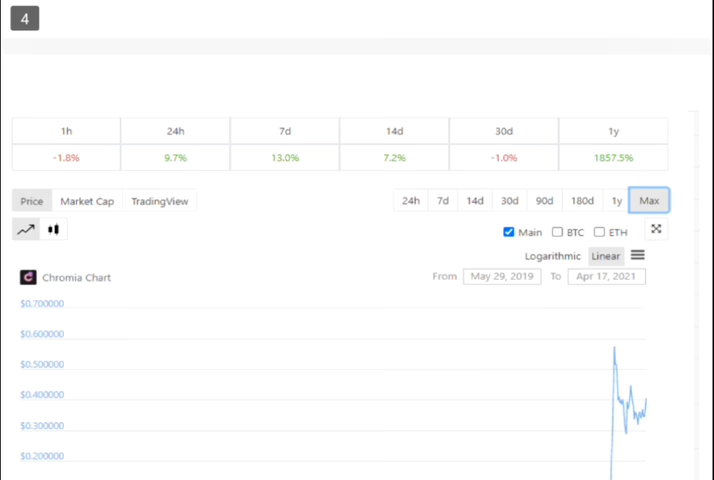 4
1h 24h 7d 14d 30d 1y
-1.8% 9.7% 13.0% 7.2% -1.0% 1857.5%
Price Market Cap TradingView 24h 7d 14d 30d 90d 180d 1y Max
Main BTC ETH
Logarithmic Linear
Chromia Chart From May 29, 2019 To Apr 17, 2021
$0.700000
$0.600000
$0.500000
$0.400000
$0.300000
$0.200000